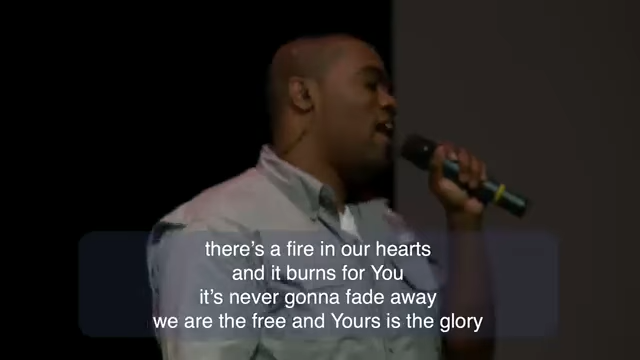 there's a fire in our hearts
and it burns for You
it's never gonna fade away
we are the free and Yours is the glory